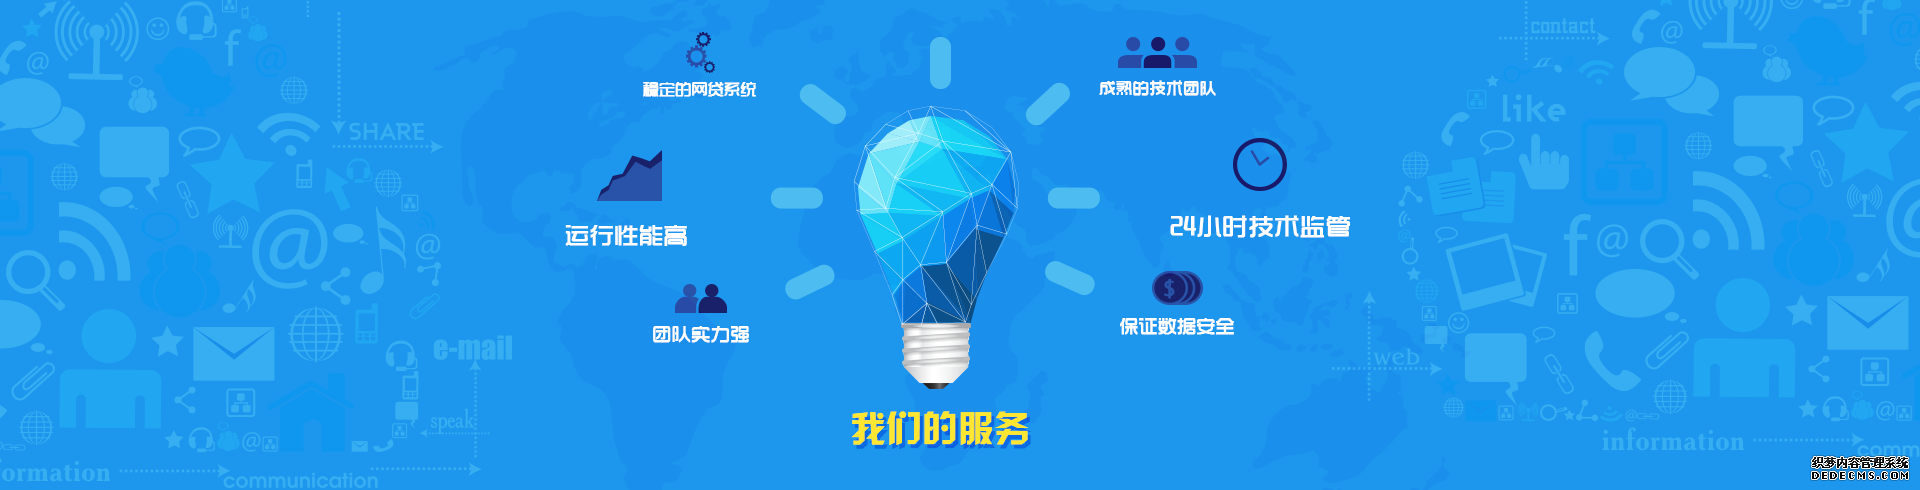 稳定的网贷系统
成熟的技术团队
运行性能高
24小时技术监管
团队实力强
保证数据安全
我们的服务
SHARE
contact
like
e-mail
speak
web
information
ormation
communication
comm
织梦内容管理系统
DEDECMS.COM